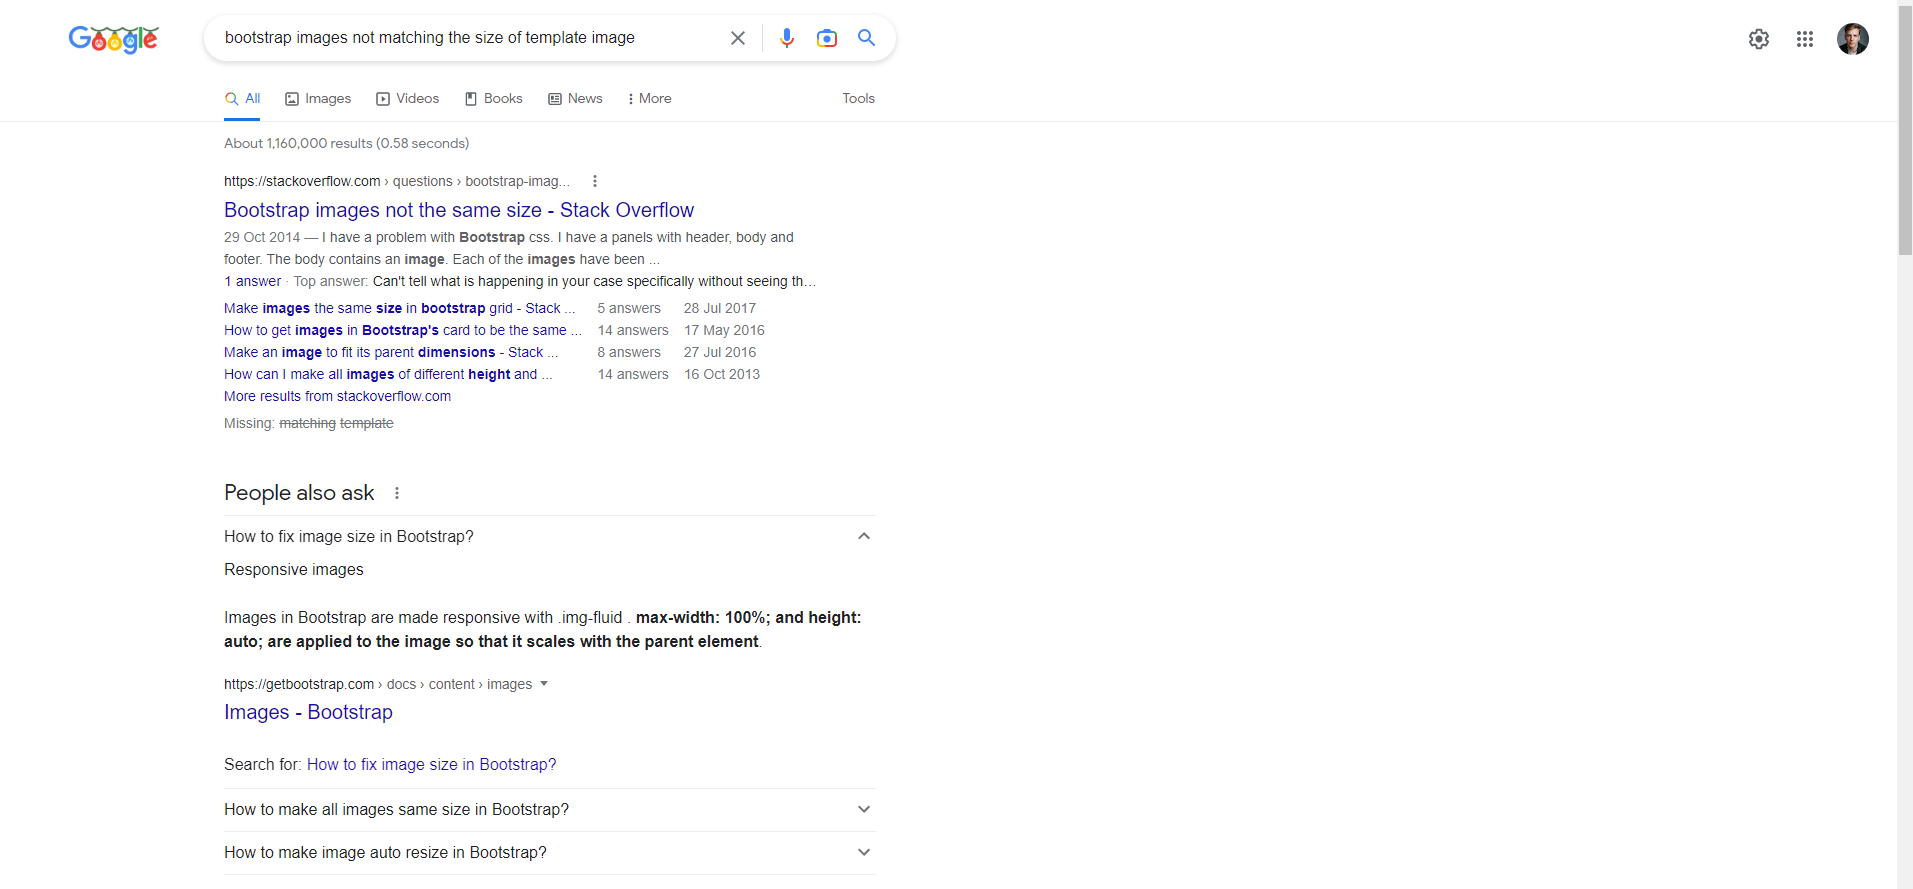 Google
bootstrap images not matching the size of template image
All Images Videos Books News More Tools
About 1,160,000 results (0.58 seconds)
https://stackoverflow.com › questions › bootstrap-imag...
Bootstrap images not the same size - Stack Overflow
29 Oct 2014 — I have a problem with Bootstrap css. I have a panels with header, body and
footer. The body contains an image. Each of the images have been ...
1 answer · Top answer: Can't tell what is happening in your case specifically without seeing th…
Make images the same size in bootstrap grid - Stack ... 5 answers 28 Jul 2017
How to get images in Bootstrap's card to be the same ... 14 answers 17 May 2016
Make an image to fit its parent dimensions - Stack ... 8 answers 27 Jul 2016
How can I make all images of different height and ... 14 answers 16 Oct 2013
More results from stackoverflow.com
Missing: matching template
People also ask
How to fix image size in Bootstrap?
Responsive images
Images in Bootstrap are made responsive with .img-fluid . max-width: 100%; and height:
auto; are applied to the image so that it scales with the parent element.
https://getbootstrap.com › docs › content › images
Images - Bootstrap
Search for: How to fix image size in Bootstrap?
How to make all images same size in Bootstrap?
How to make image auto resize in Bootstrap?